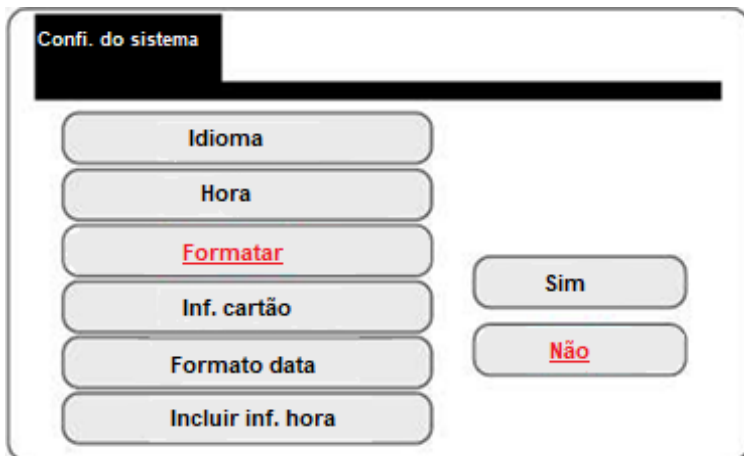 Confi. do sistema
Idioma
Hora
Formatar
Inf. cartão
Formato data
Incluir inf. hora
Sim
Não